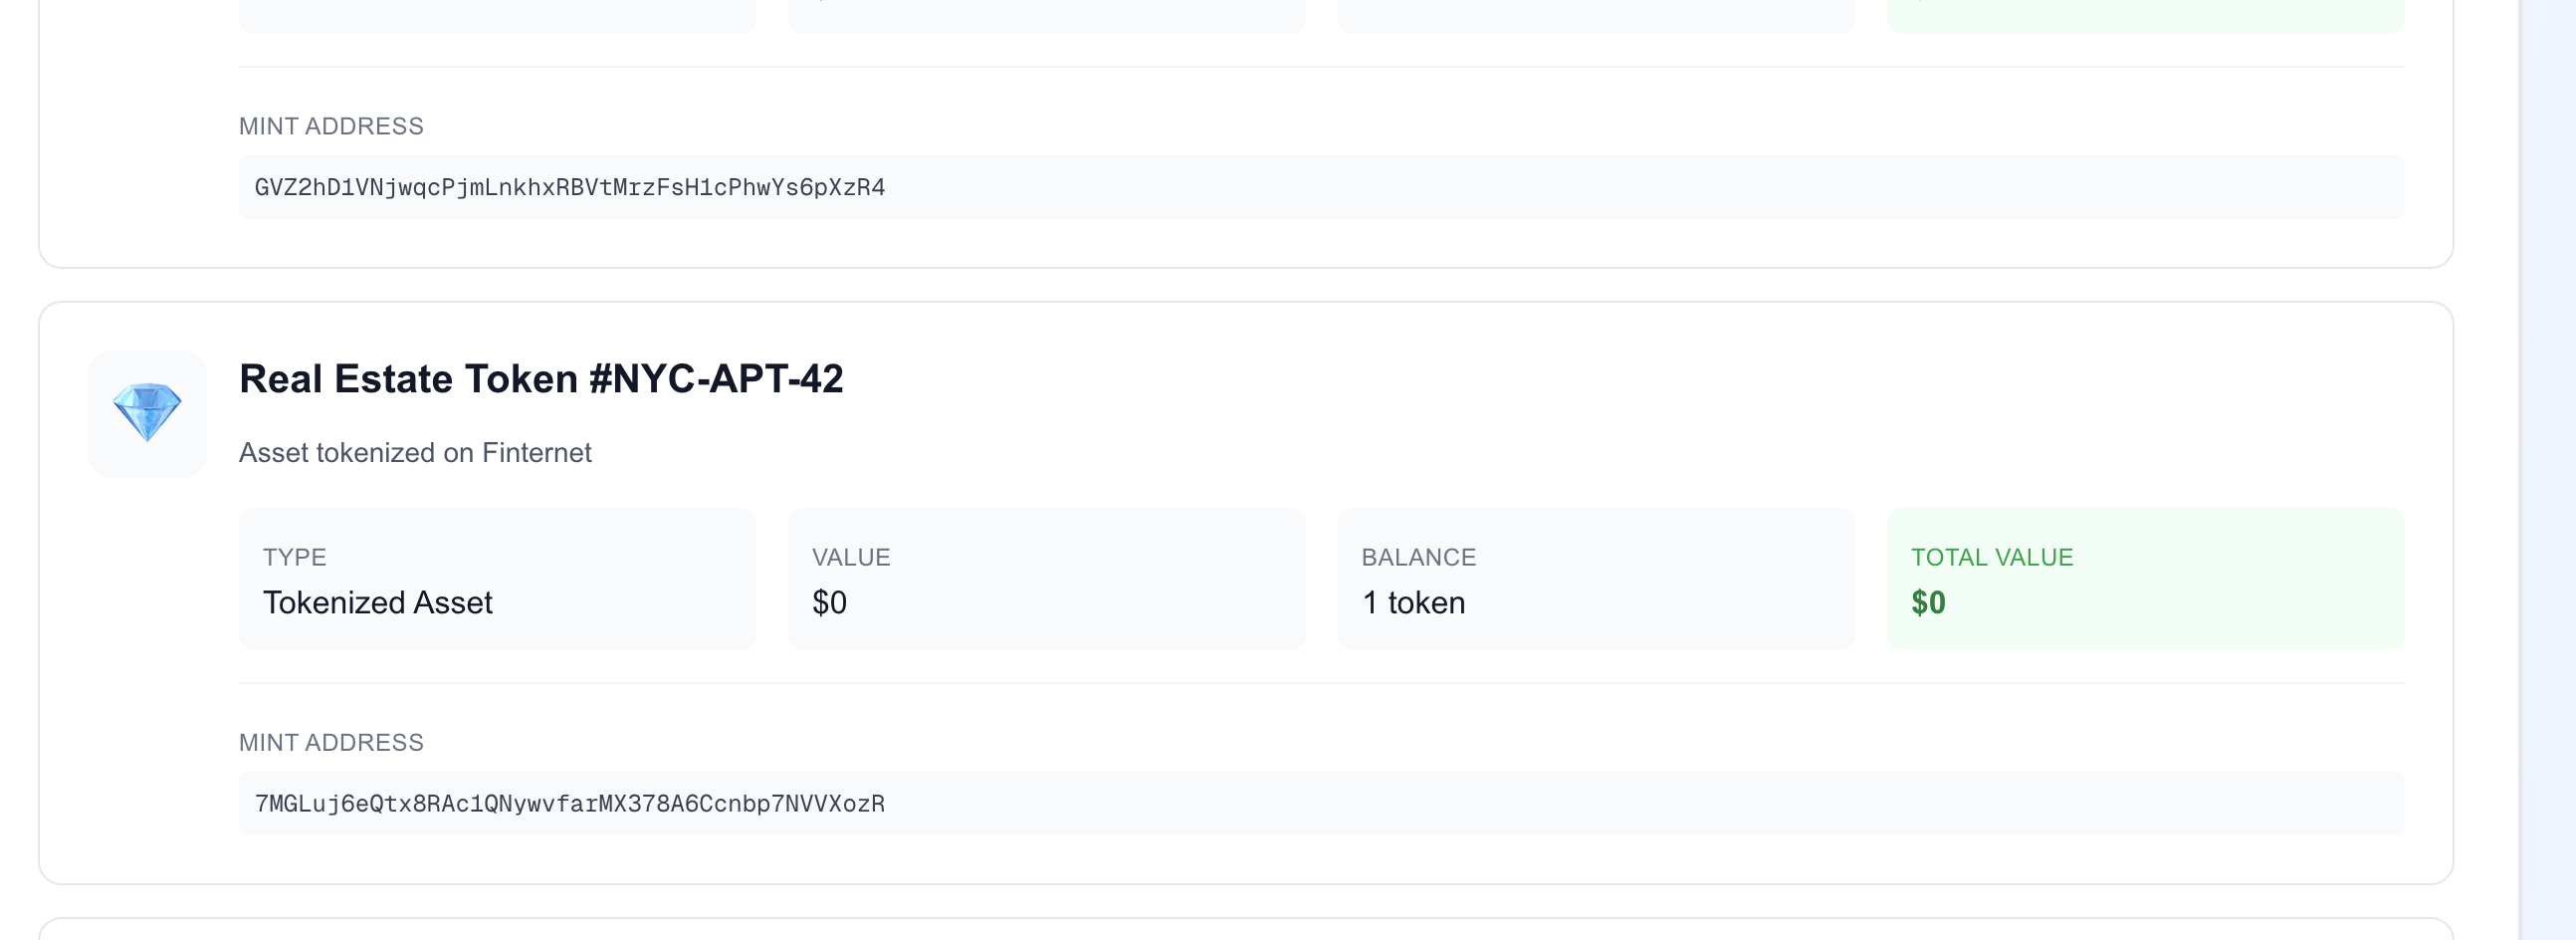 MINT ADDRESS
GVZ2hD1VNjwqcPjmLnkhxRBVtMrzFsH1cPhwYs6pXzR4
Real Estate Token #NYC-APT-42
Asset tokenized on Finternet
TYPE
Tokenized Asset
VALUE
$0
BALANCE
1 token
TOTAL VALUE
$0
MINT ADDRESS
7MGLuj6eQtx8RAc1QNywvfarMX378A6Ccnbp7NVVXozR